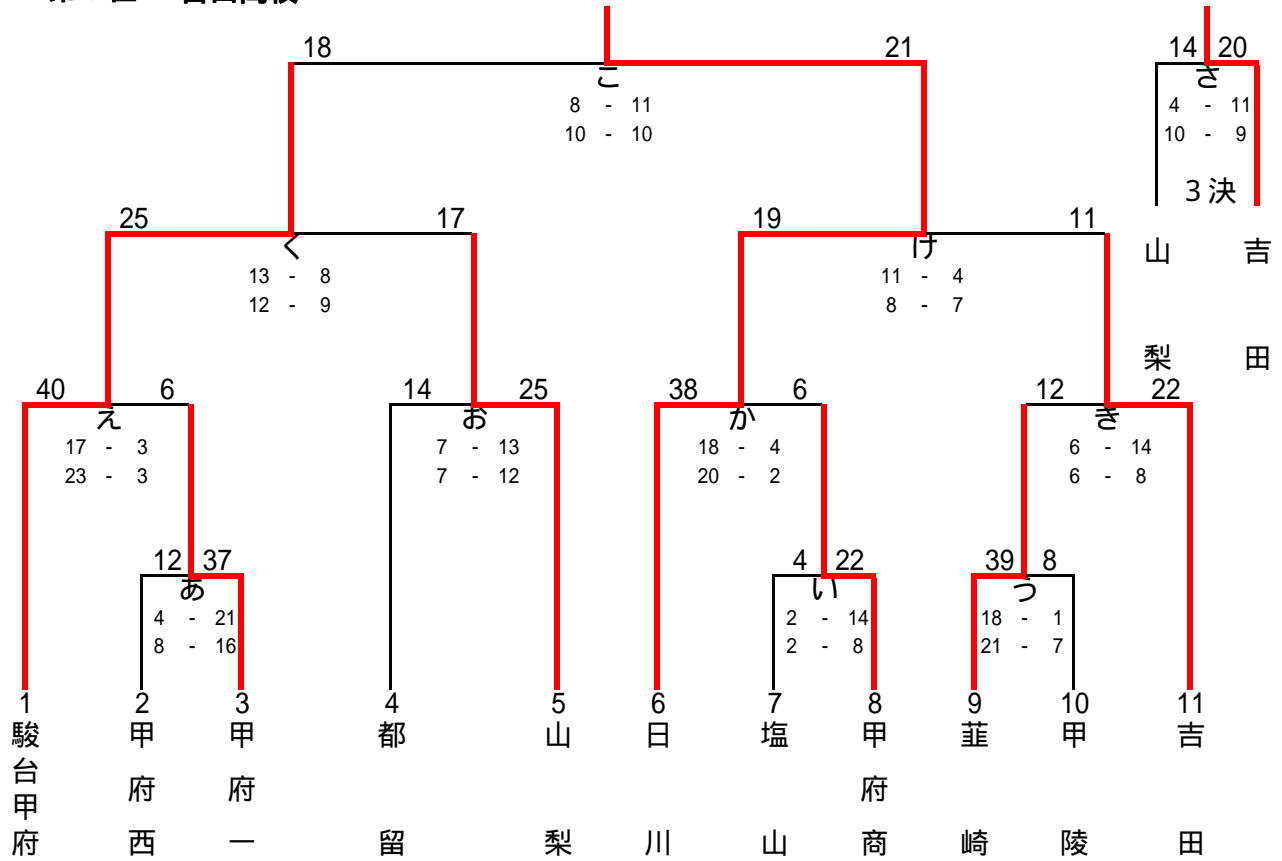 18
21
14 20
こ
さ
8 - 11
10 - 10
4 - 11
10 - 9
3決
山梨
吉田
25
17
19
11
く
け
13 - 8
12 - 9
11 - 4
8 - 7
40
6
14
25
38
6
12
22
え
お
か
き
17 - 3
23 - 3
7 - 13
7 - 12
18 - 4
20 - 2
6 - 14
6 - 8
12 37
4 22
39 8
あ
い
う
4 - 21
8 - 16
2 - 14
2 - 8
18 - 1
21 - 7
1 駿台甲府
2 甲府西
3 甲府一
4 都留
5 山梨
6 日川
7 塩山
8 甲府商
9 韮崎
10 甲陵
11 吉田